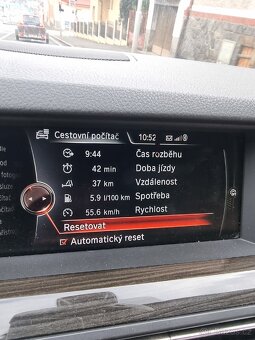 Cestovní počítač 10:52
9:44 Čas rozběhu
42 min Doba jízdy
37 km Vzdálenost
5.9 l/100 km Spotřeba
55.6 km/h Rychlost
Resetovat
Automatický reset